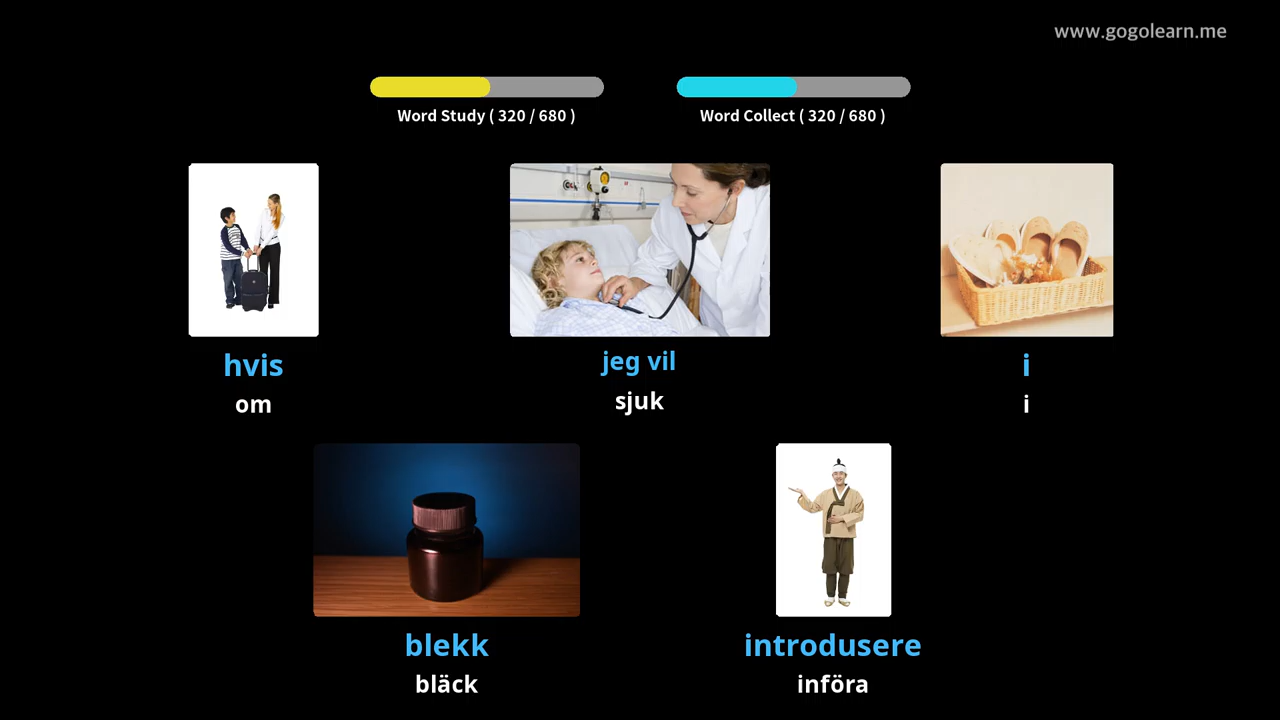 www.gogolearn.me
Word Study ( 320 / 680 )
Word Collect ( 320 / 680 )
hvis
om
jeg vil
sjuk
i
i
blekk
bläck
introdusere
införa